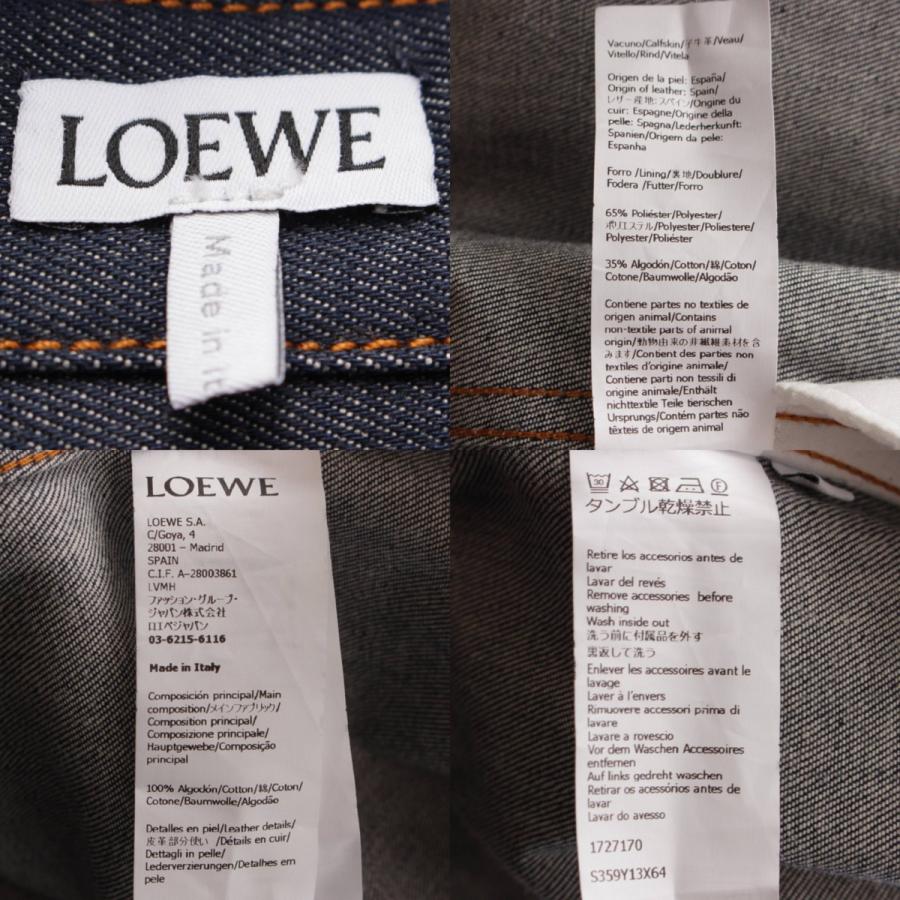 LOEWE
Made in It
Vacuno/Calfskin/子牛革/Veau/
Vitello/Rind/Vitela
Origen de la piel: España/
Origin of leather: Spain/
レザー産地:スペイン/Origine du
cuir: Espagne/Origine della
pelle: Spagna/Lederherkunft:
Spanien/Origem da pele:
Espanha
Forro /Lining/裏地/Doublure/
Fodera /Futter/Forro
65% Poliéster/Polyester/
ポリエステル/Polyester/Poliestere/
Polyester/Poliéster
35% Algodón/Cotton/綿/Coton/
Cotone/Baumwolle/Algodão
Contiene partes no textiles de
origen animal/Contains
non-textile parts of animal
origin/動物由来の非繊維素材を含
みます/Contient des parties non
textiles d'origine animale/
Contiene parti non tessili di
origine animale/Enthält
nichttextile Teile tierischen
Ursprungs/Contém partes não
têxteis de origem animal
LOEWE
LOEWE S.A.
C/Goya, 4
28001 – Madrid
SPAIN
C.I.F. A-28003861
LVMH
ファッション・グループ・
ジャパン株式会社
ロエベジャパン
03-6215-6116
Made in Italy
Composición principal/Main
composition/メインファブリック/
Composition principal/
Composizione principale/
Hauptgewebe/Composição
principal
100% Algodón/Cotton/綿/Coton/
Cotone/Baumwolle/Algodão
Detalles en piel/Leather details/
皮革部分使い /Détails en cuir/
Dettagli in pelle/
Lederverzierungen/Detalhes em
pele
30
F
タンブル乾燥禁止
Retire los accesorios antes de
lavar
Lavar del revés
Remove accessories before
washing
Wash inside out
洗う前に付属品を外す
裏返して洗う
Enlever les accessoires avant le
lavage
Laver à l'envers
Rimuovere accessori prima di
lavare
Lavare a rovescio
Vor dem Waschen Accessoires
entfernen
Auf links gedreht waschen
Retirar os acessórios antes de
lavar
Lavar do avesso
1727170
S359Y13X64